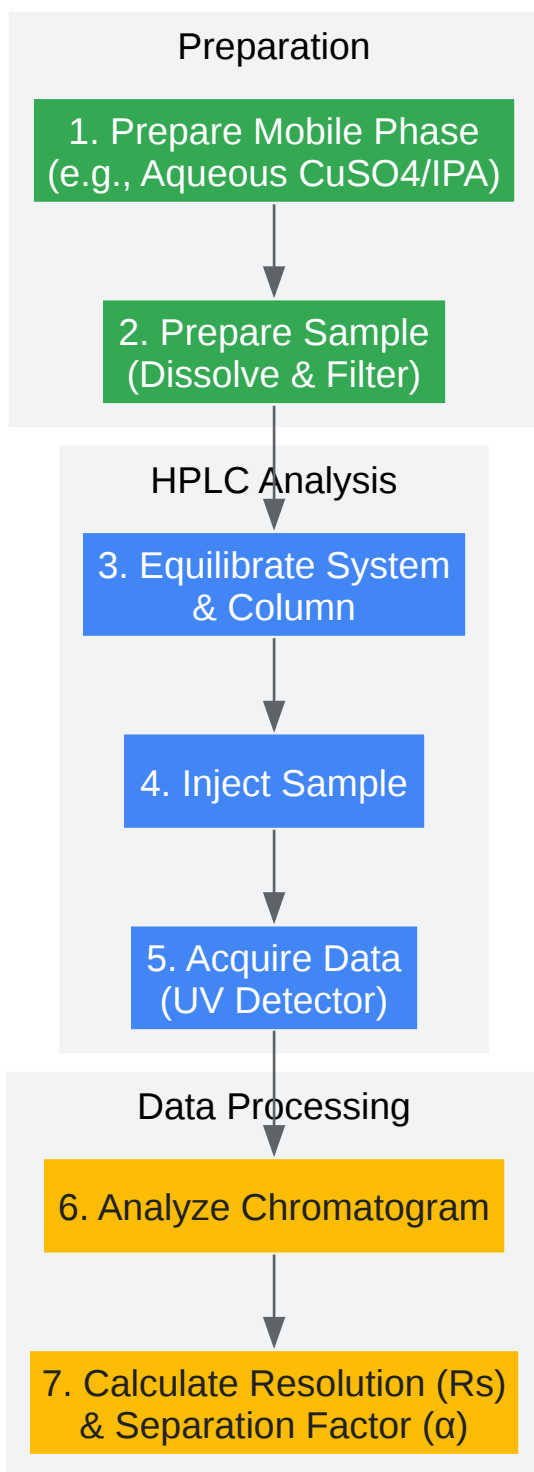 Preparation
1. Prepare Mobile Phase
(e.g., Aqueous CuSO4/IPA)
2. Prepare Sample
(Dissolve & Filter)
HPLC Analysis
3. Equilibrate System
& Column
4. Inject Sample
5. Acquire Data
(UV Detector)
Data Processing
6. Analyze Chromatogram
7. Calculate Resolution (Rs)
& Separation Factor (α)